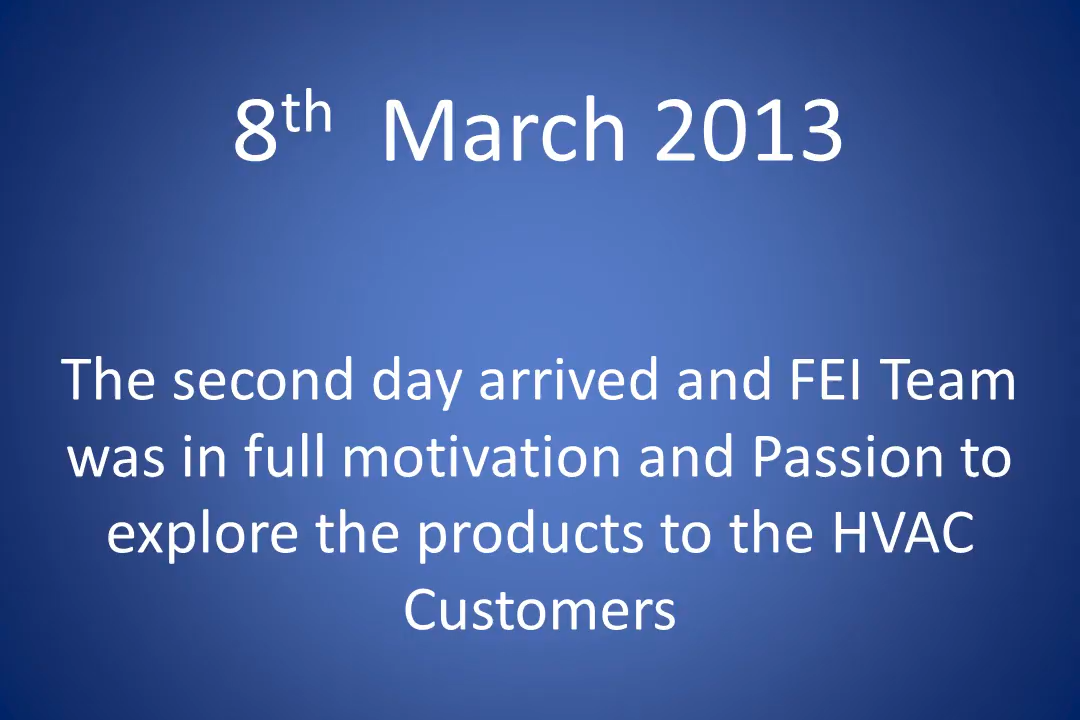 8th March 2013
The second day arrived and FEI Team
was in full motivation and Passion to
explore the products to the HVAC
Customers